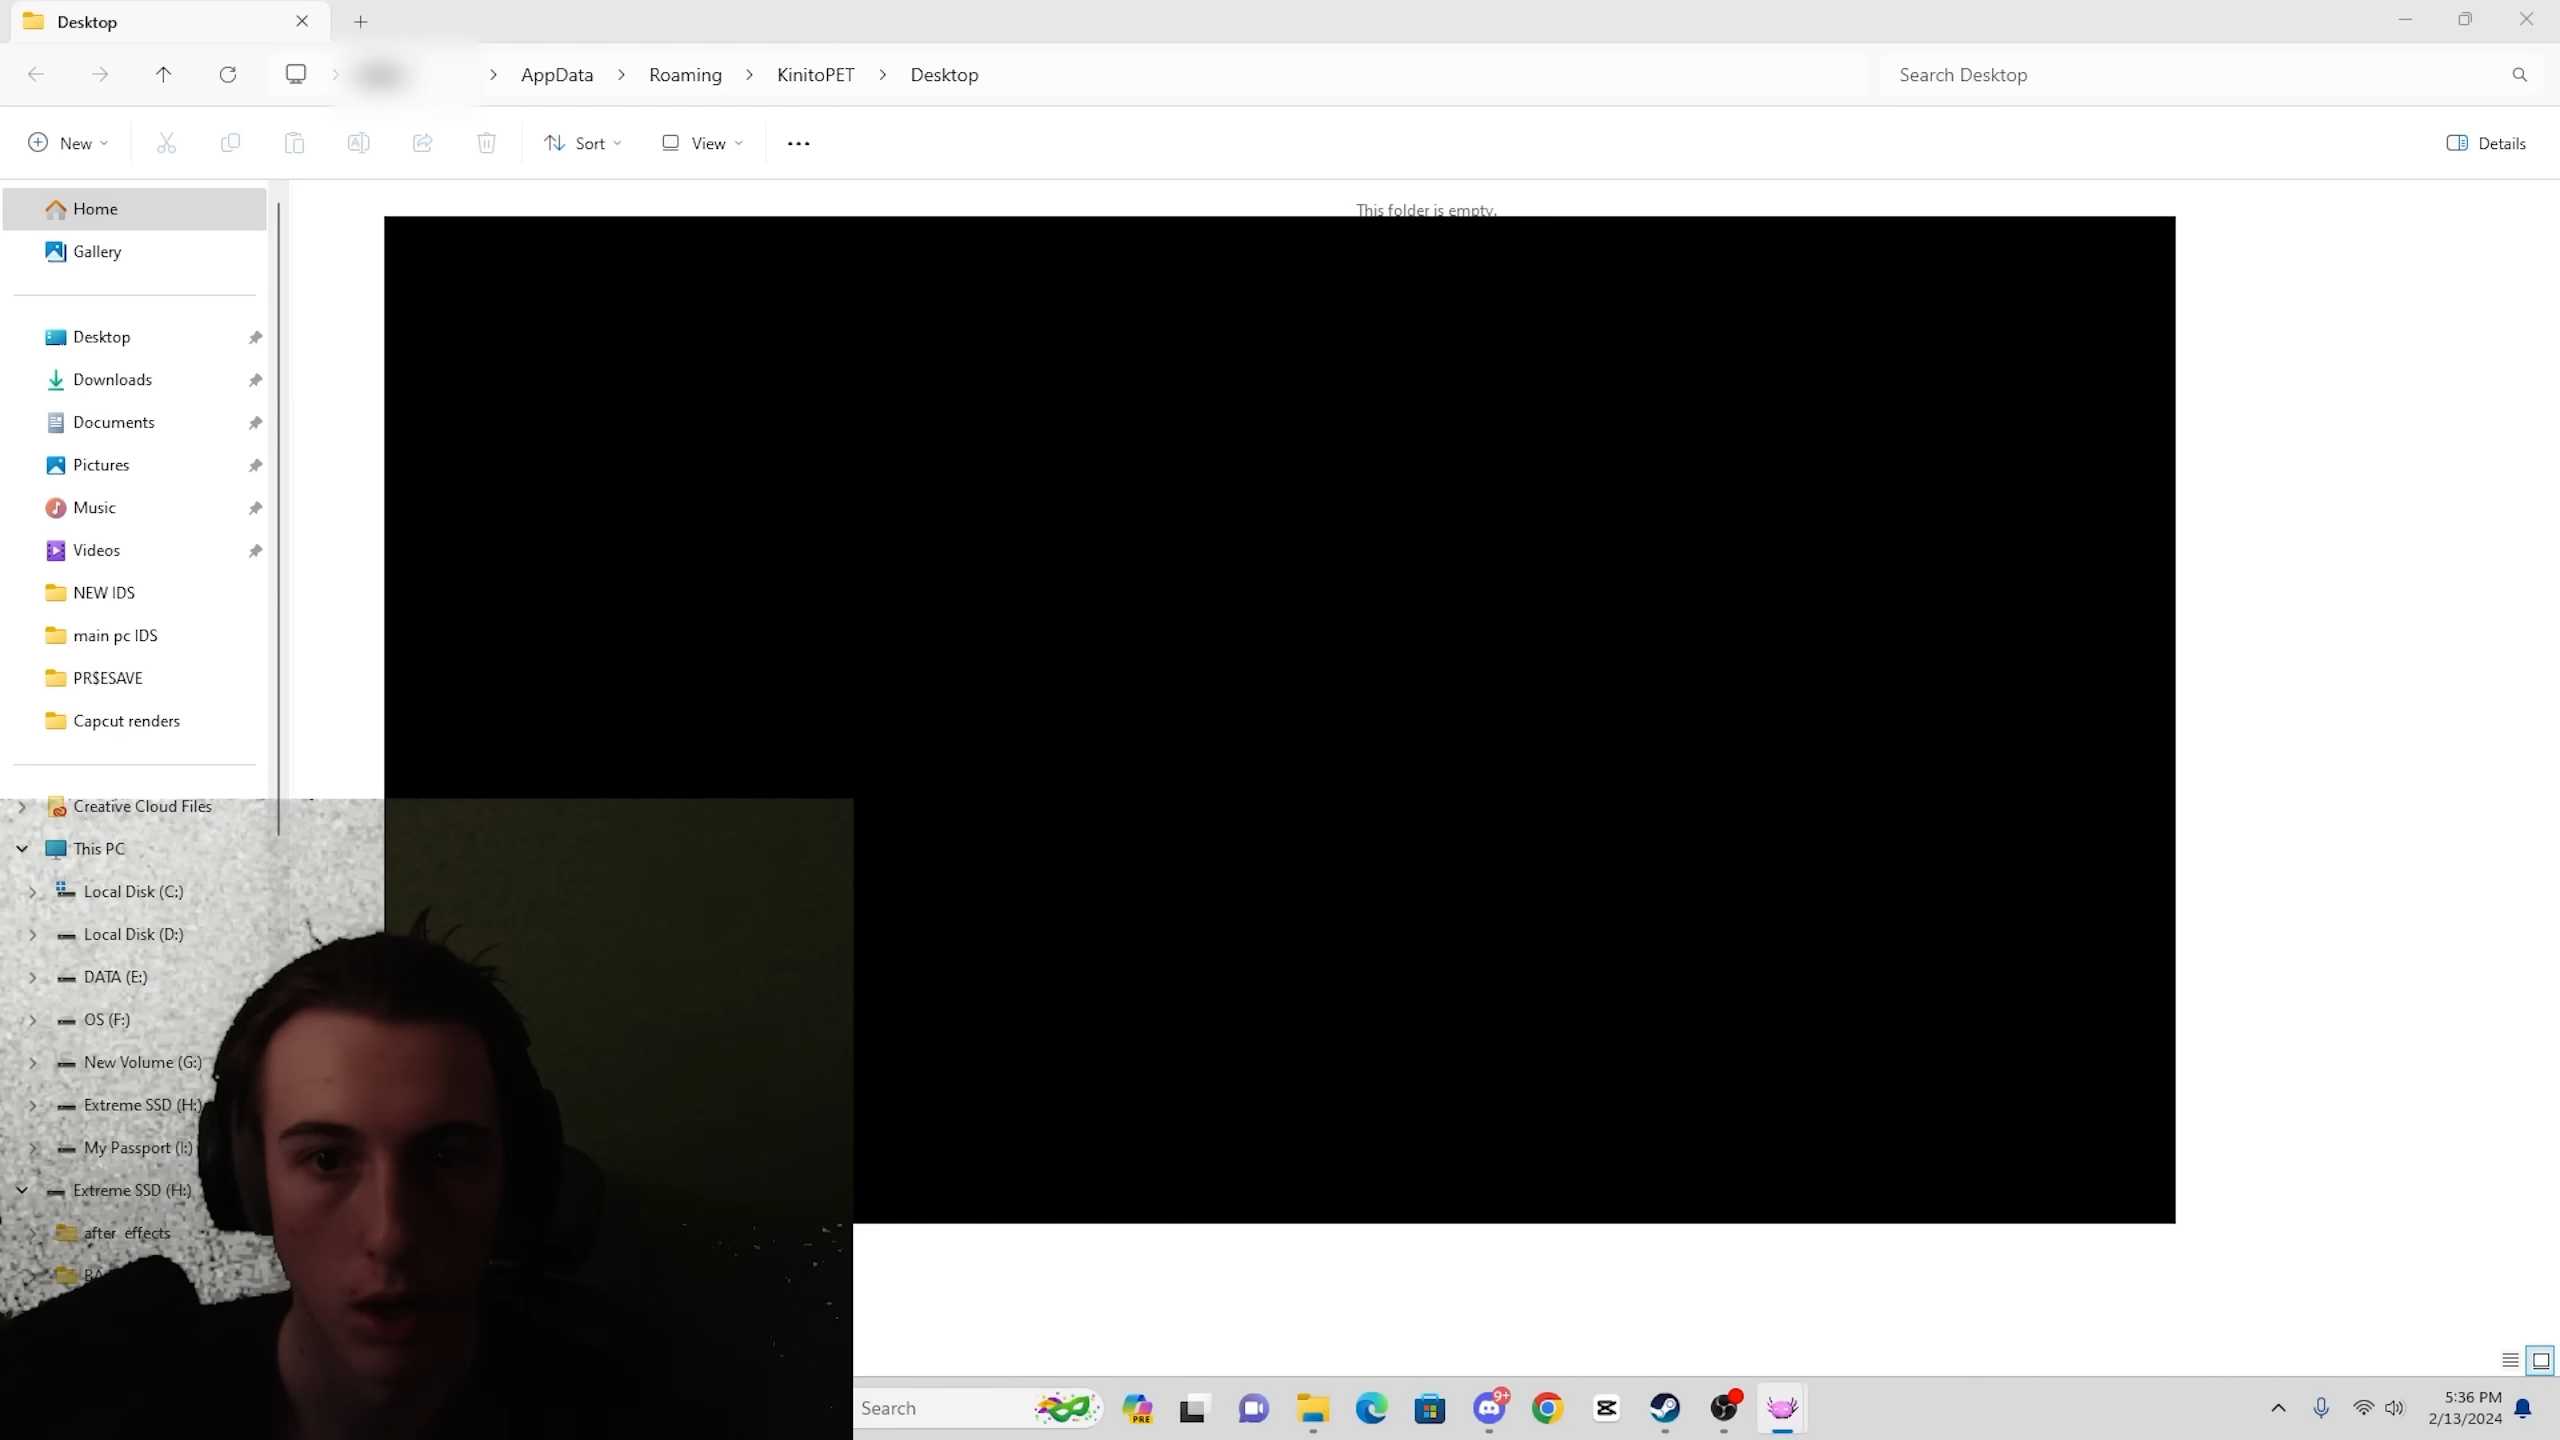 Desktop
AppData > Roaming > KinitoPET > Desktop
Search Desktop
New
Sort
View
Details
Home
Gallery
This folder is empty.
Desktop
Downloads
Documents
Pictures
Music
Videos
NEW IDS
main pc IDS
PR$ESAVE
Capcut renders
Creative Cloud Files
This PC
Local Disk (C:)
Local Disk (D:)
DATA (E:)
OS (F:)
New Volume (G:)
Extreme SSD (H:)
My Passport (I:)
Extreme SSD (H:)
after effects
Search
PRE
9+
5:36 PM
2/13/2024